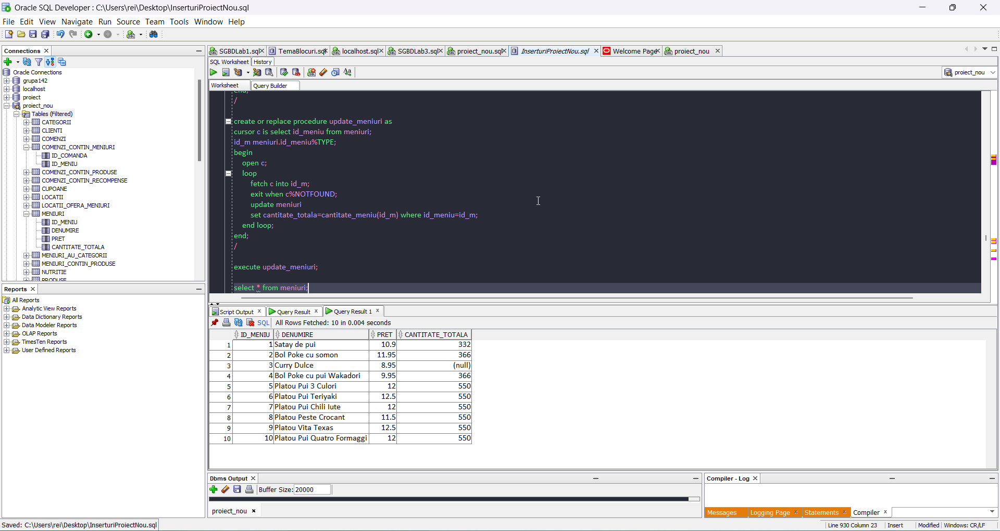 Oracle SQL Developer : C:\Users\rei\Desktop\InserturiProiectNou.sql
File Edit View Navigate Run Source Team Tools Window Help
Connections
Oracle Connections
grupa142
localhost
proiect
proiect_nou
Tables (Filtered)
CATEGORII
CLIENTI
COMENZI
COMENZI_CONTIN_MENIURI
ID_COMANDA
ID_MENIU
COMENZI_CONTIN_PRODUSE
COMENZI_CONTIN_RECOMPENSE
CUPOANE
LOCATII
LOCATII_OFERA_MENIURI
MENIURI
ID_MENIU
DENUMIRE
PRET
CANTITATE_TOTALA
MENIURI_AU_CATEGORII
MENIURI_CONTIN_PRODUSE
NUTRITIE
PRODUSE
Reports
All Reports
Analytic View Reports
Data Dictionary Reports
Data Modeler Reports
OLAP Reports
TimesTen Reports
User Defined Reports
SGBDLab1.sql TemaBlocuri.sql localhost.sql SGBDLab3.sql proiect_nou.sql InserturiProiectNou.sql Welcome Page proiect_nou
SQL Worksheet History
proiect_nou
Worksheet Query Builder
end;
/
create or replace procedure update_meniuri as
cursor c is select id_meniu from meniuri;
id_m meniuri.id_meniu%TYPE;
begin
open c;
loop
fetch c into id_m;
exit when c%NOTFOUND;
update meniuri
set cantitate_totala=cantitate_meniu(id_m) where id_meniu=id_m;
end loop;
end;
/
execute update_meniuri;
select * from meniuri;
Script Output Query Result Query Result 1
SQL All Rows Fetched: 10 in 0.004 seconds
ID_MENIU DENUMIRE PRET CANTITATE_TOTALA
1 1 Satay de pui 10.9 332
2 2 Bol Poke cu somon 11.95 366
3 3 Curry Dulce 8.95 (null)
4 4 Bol Poke cu pui Wakadori 9.95 366
5 5 Platou Pui 3 Culori 12 550
6 6 Platou Pui Teriyaki 12.5 550
7 7 Platou Pui Chili Iute 12 550
8 8 Platou Peste Crocant 11.5 550
9 9 Platou Vita Texas 12.5 550
10 10 Platou Pui Quatro Formaggi 12 550
Dbms Output
Buffer Size: 20000
proiect_nou
Compiler - Log
Messages Logging Page Statements Compiler
Saved: C:\Users\rei\Desktop\InserturiProiectNou.sql
Line 930 Column 23 Insert Modified Windows: CR/LF